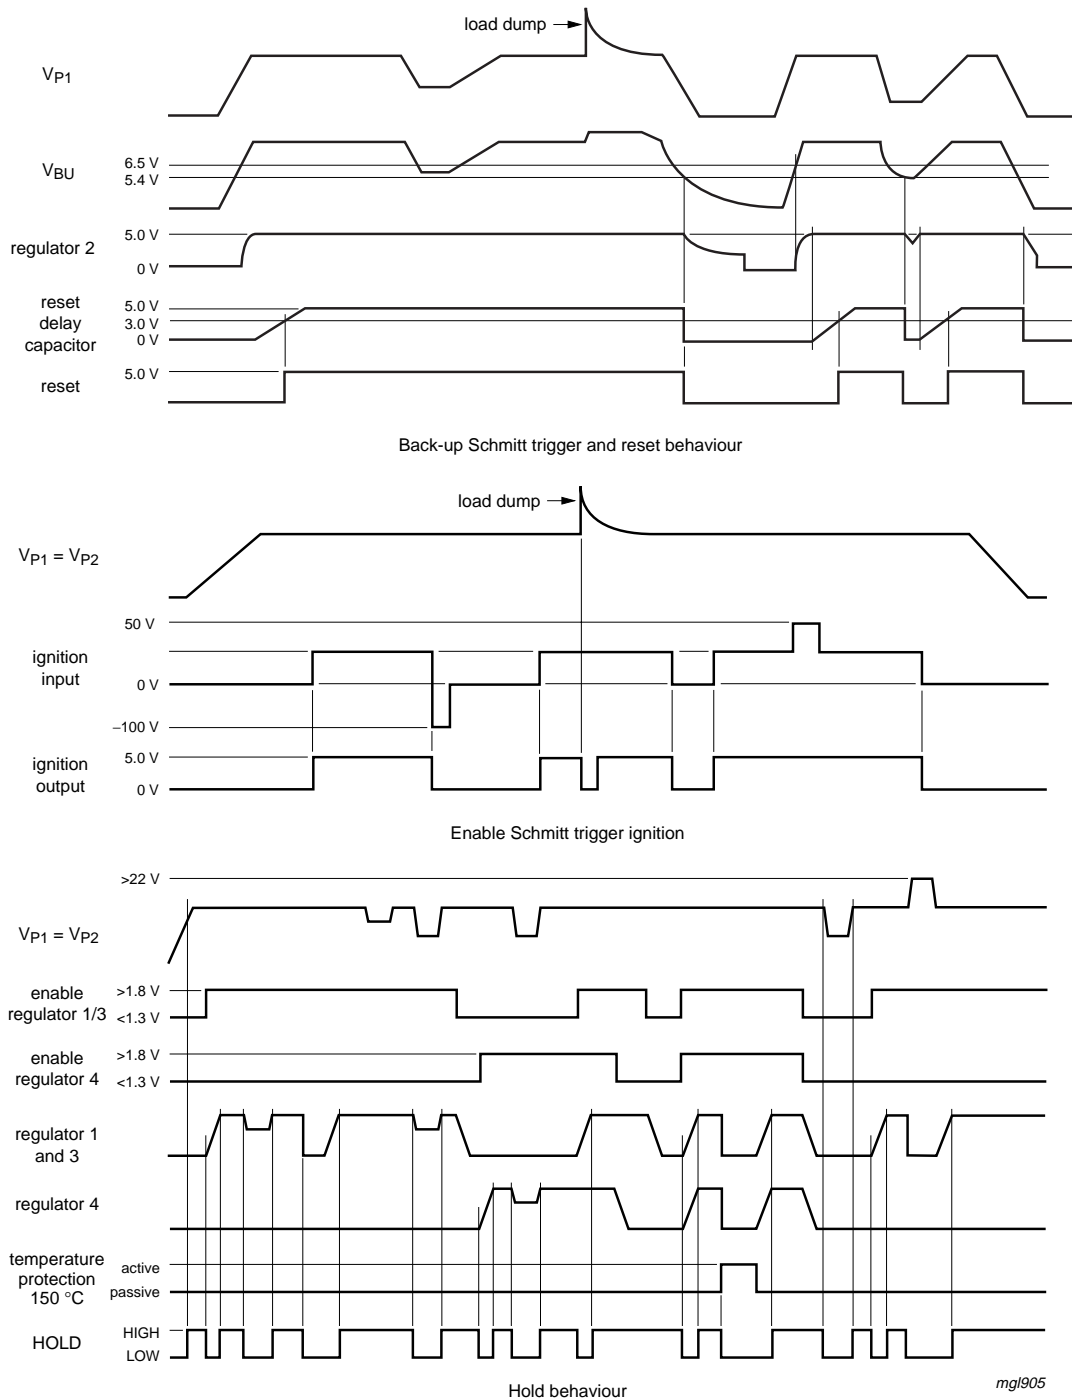 load dump
VP1
6.5 V
VBU
5.4 V
5.0 V
regulator 2
0 V
reset
delay
capacitor
5.0 V
3.0 V
0 V
reset
5.0 V
Back-up Schmitt trigger and reset behaviour
load dump
VP1 = VP2
50 V
ignition
input
0 V
−100 V
ignition
output
5.0 V
0 V
Enable Schmitt trigger ignition
>22 V
VP1 = VP2
enable
regulator 1/3
>1.8 V
<1.3 V
enable
regulator 4
>1.8 V
<1.3 V
regulator 1
and 3
regulator 4
temperature
protection
150 °C
active
passive
HOLD
HIGH
LOW
Hold behaviour
mgl905